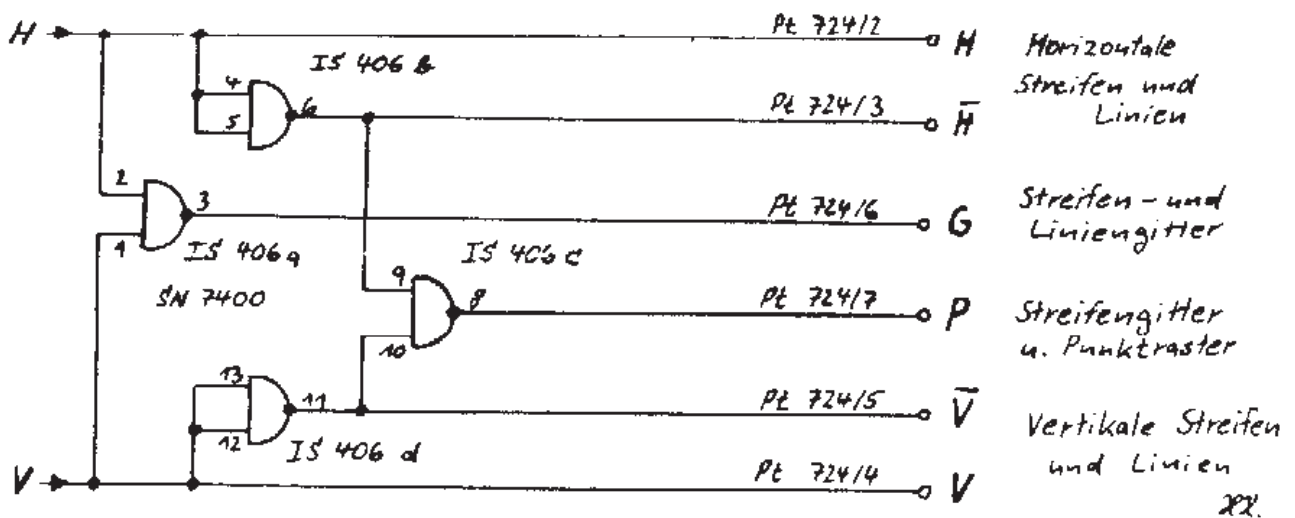 H Pt 724/2 H Horizontale
IS 406 b Streifen und
4 Linien
5 6 Pt 724/3 H̄
2
3 Pt 724/6 G Streifen- und
1 Liniengitter
IS 406 a IS 406 c
SN 7400
9
8 Pt 724/7 P Streifengitter
10 u. Punktraster
13
11 Pt 724/5 V̄
12 Vertikale Streifen
IS 406 d und Linien
V Pt 724/4 V